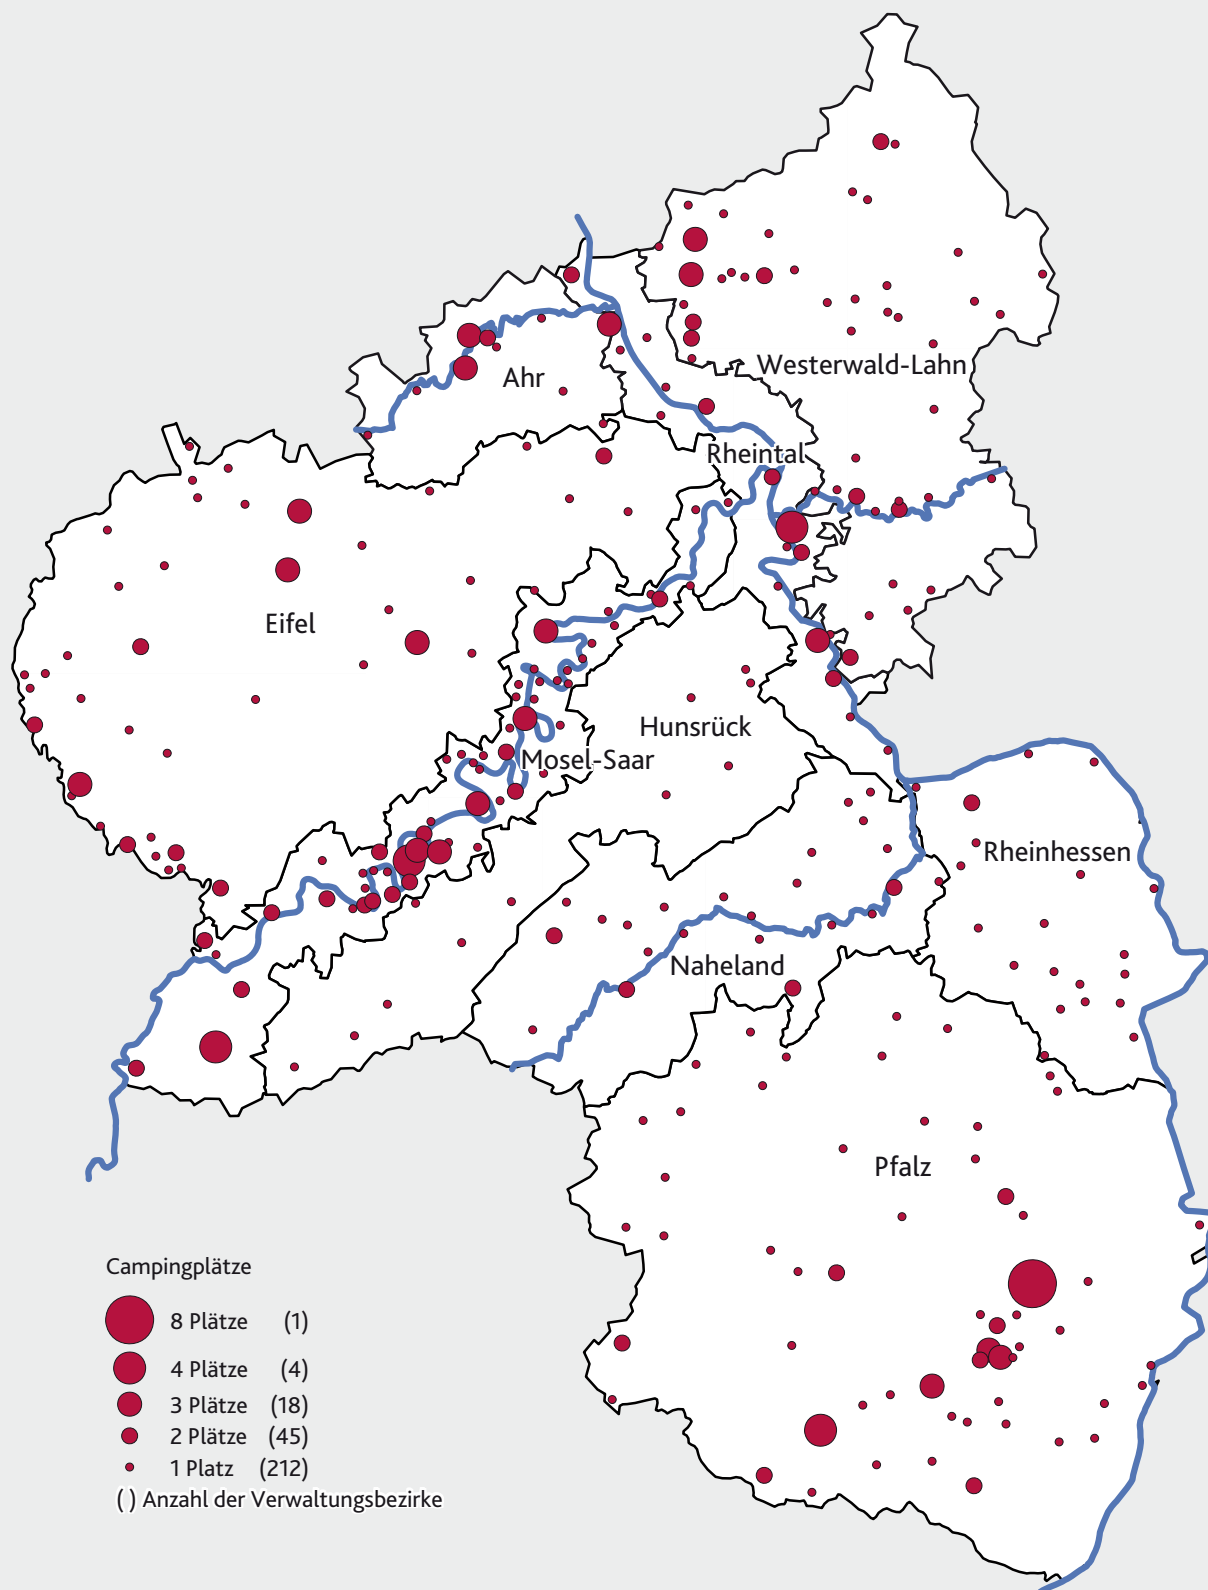 Westerwald-Lahn
Ahr
Rheintal
Eifel
Hunsrück
Mosel-Saar
Rheinhessen
Naheland
Pfalz
Campingplätze
8 Plätze (1)
4 Plätze (4)
3 Plätze (18)
2 Plätze (45)
1 Platz (212)
( ) Anzahl der Verwaltungsbezirke